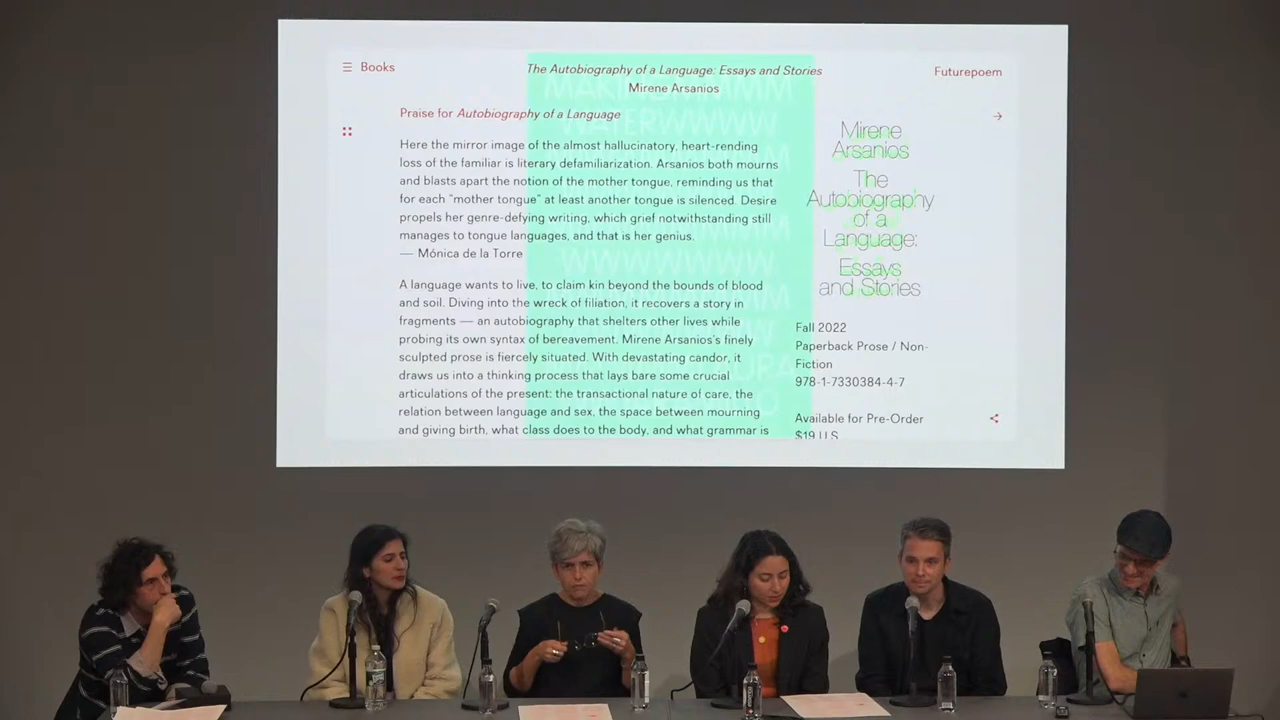 Books
The Autobiography of a Language: Essays and Stories
Mirene Arsanios
Futurepoem
Praise for Autobiography of a Language
Here the mirror image of the almost hallucinatory, heart-rending
loss of the familiar is literary defamiliarization. Arsanios both mourns
and blasts apart the notion of the mother tongue, reminding us that
for each “mother tongue” at least another tongue is silenced. Desire
propels her genre-defying writing, which grief notwithstanding still
manages to tongue languages, and that is her genius.
— Mónica de la Torre
A language wants to live, to claim kin beyond the bounds of blood
and soil. Diving into the wreck of filiation, it recovers a story in
fragments — an autobiography that shelters other lives while
probing its own syntax of bereavement. Mirene Arsanios’s finely
sculpted prose is fiercely situated. With devastating candor, it
draws us into a thinking process that lays bare some crucial
articulations of the present: the transactional nature of care, the
relation between language and sex, the space between mourning
and giving birth, what class does to the body, and what grammar is
Mirene
Arsanios
The
Autobiography
of a
Language:
Essays
and Stories
Fall 2022
Paperback Prose / Non-
Fiction
978-1-7330384-4-7
Available for Pre-Order
$19 U.S.